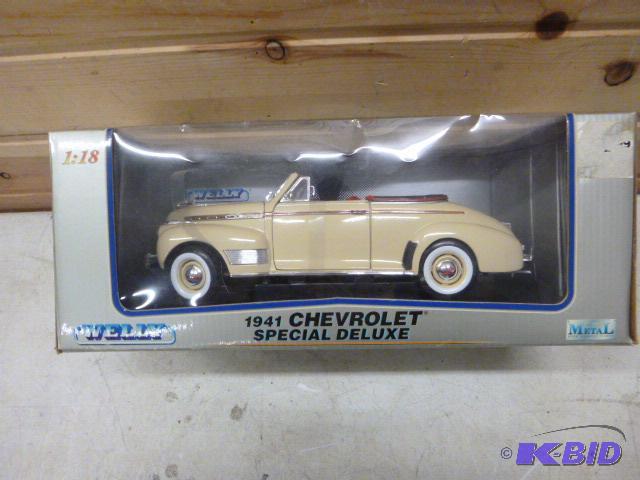 1:18
WELLY
1941 CHEVROLET®
SPECIAL DELUXE
WELLY
METAL
© K-BID